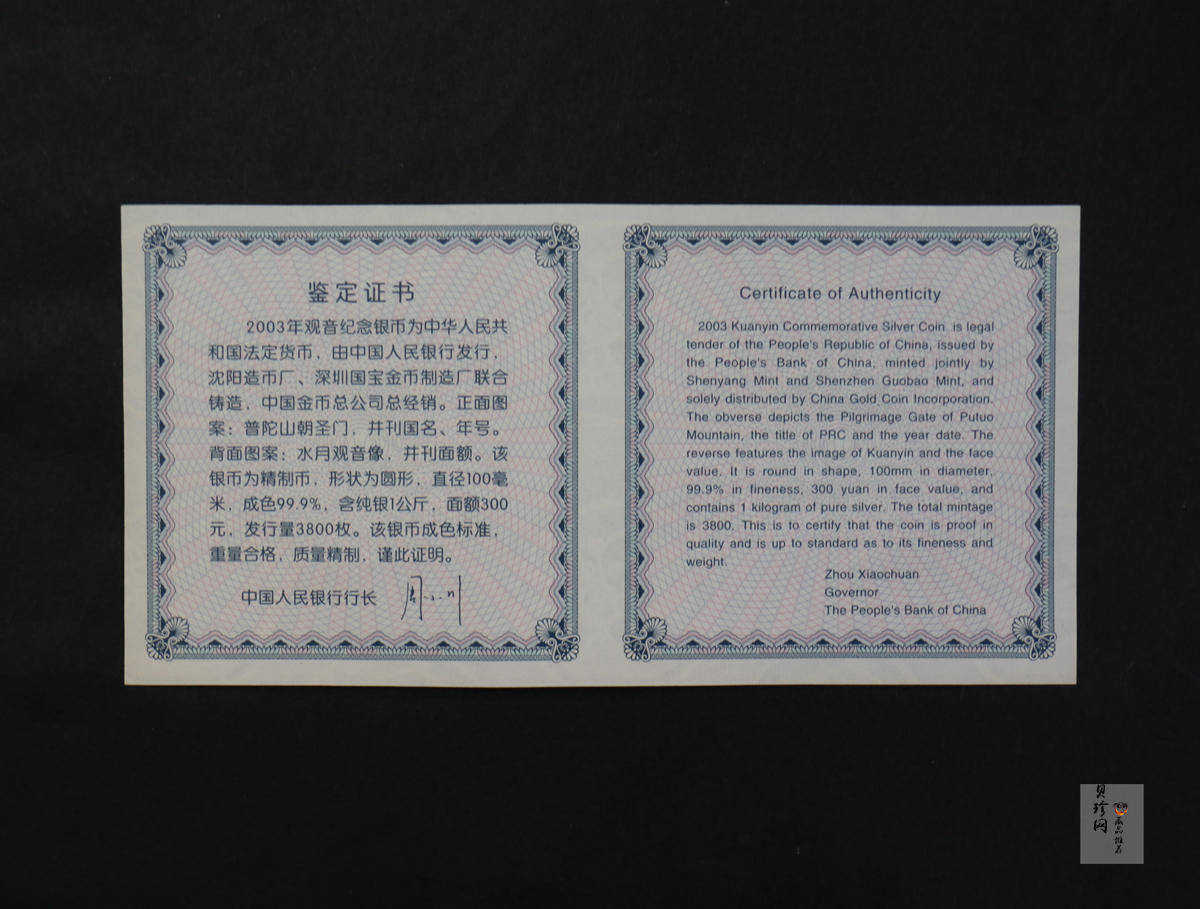 鉴定证书
2003年观音纪念银币为中华人民共
和国法定货币，由中国人民银行发行，
沈阳造币厂、深圳国宝金币制造厂联合
铸造，中国金币总公司总经销。正面图
案：普陀山朝圣门，并刊国名、年号。
背面图案：水月观音像，并刊面额。该
银币为精制币，形状为圆形，直径100毫
米，成色99.9%，含纯银1公斤，面额300
元，发行量3800枚。该银币成色标准，
重量合格，质量精制，谨此证明。
中国人民银行行长 周小川
Certificate of Authenticity
2003 Kuanyin Commemorative Silver Coin is legal
tender of the People's Republic of China, issued by
the People's Bank of China, minted jointly by
Shenyang Mint and Shenzhen Guobao Mint, and
solely distributed by China Gold Coin Incorporation.
The obverse depicts the Pilgrimage Gate of Putuo
Mountain, the title of PRC and the year date. The
reverse features the image of Kuanyin and the face
value. It is round in shape, 100mm in diameter,
99.9% in fineness, 300 yuan in face value, and
contains 1 kilogram of pure silver. The total mintage
is 3800. This is to certify that the coin is proof in
quality and is up to standard as to its fineness and
weight.
Zhou Xiaochuan
Governor
The People's Bank of China
贝珍网
藏品推荐